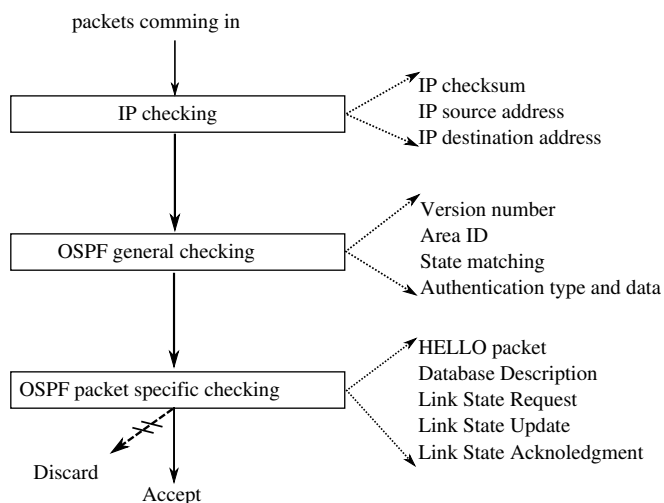 packets comming in
IP checking
IP checksum
IP source address
IP destination address
OSPF general checking
Version number
Area ID
State matching
Authentication type and data
OSPF packet specific checking
HELLO packet
Database Description
Link State Request
Link State Update
Link State Acknoledgment
Discard
Accept